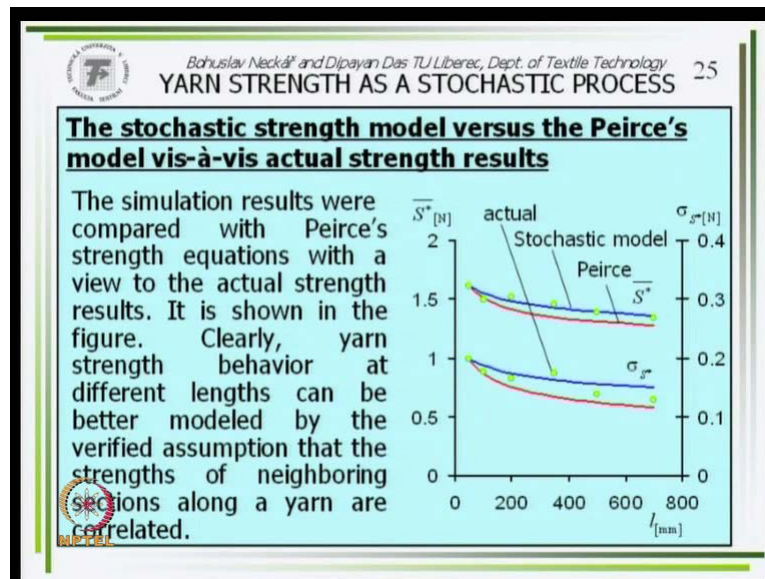 Bohuslav Neckář and Dipayan Das TU Liberec, Dept. of Textile Technology
YARN STRENGTH AS A STOCHASTIC PROCESS 25
The stochastic strength model versus the Peirce's
model vis-à-vis actual strength results
The simulation results were
compared with Peirce's
strength equations with a
view to the actual strength
results. It is shown in the
figure. Clearly, yarn
strength behavior at
different lengths can be
better modeled by the
verified assumption that the
strengths of neighboring
sections along a yarn are
correlated.
NPTEL
S* [N] actual σS* [N]
2 Stochastic model 0.4
Peirce
S*
1.5 0.3
1 0.2
σS*
0.5 0.1
0 0
0 200 400 600 800
l [mm]